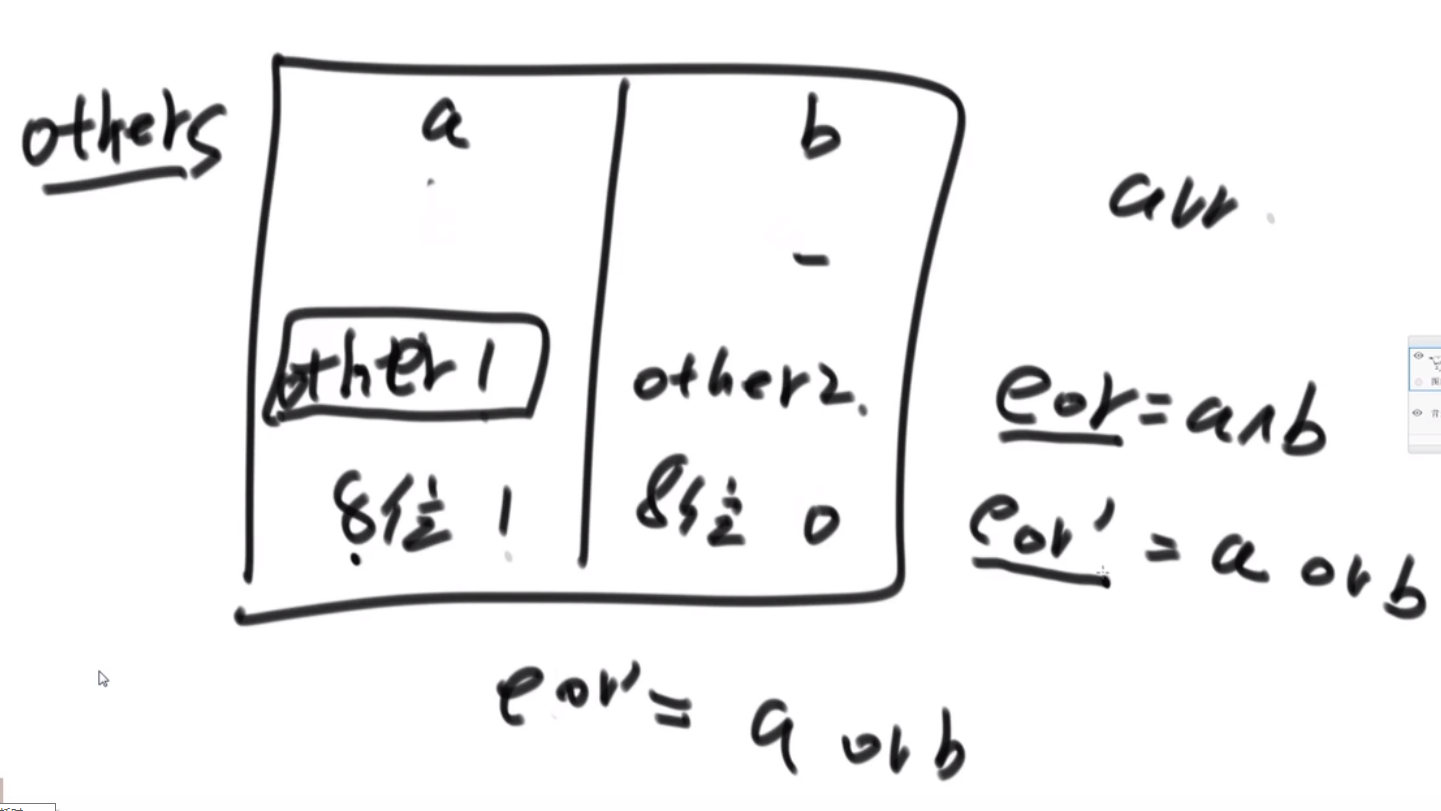 others
a b
arr
other1 other2.
eor = a^b
8位 1 8位 0
eor' = a or b
eor' = a or b